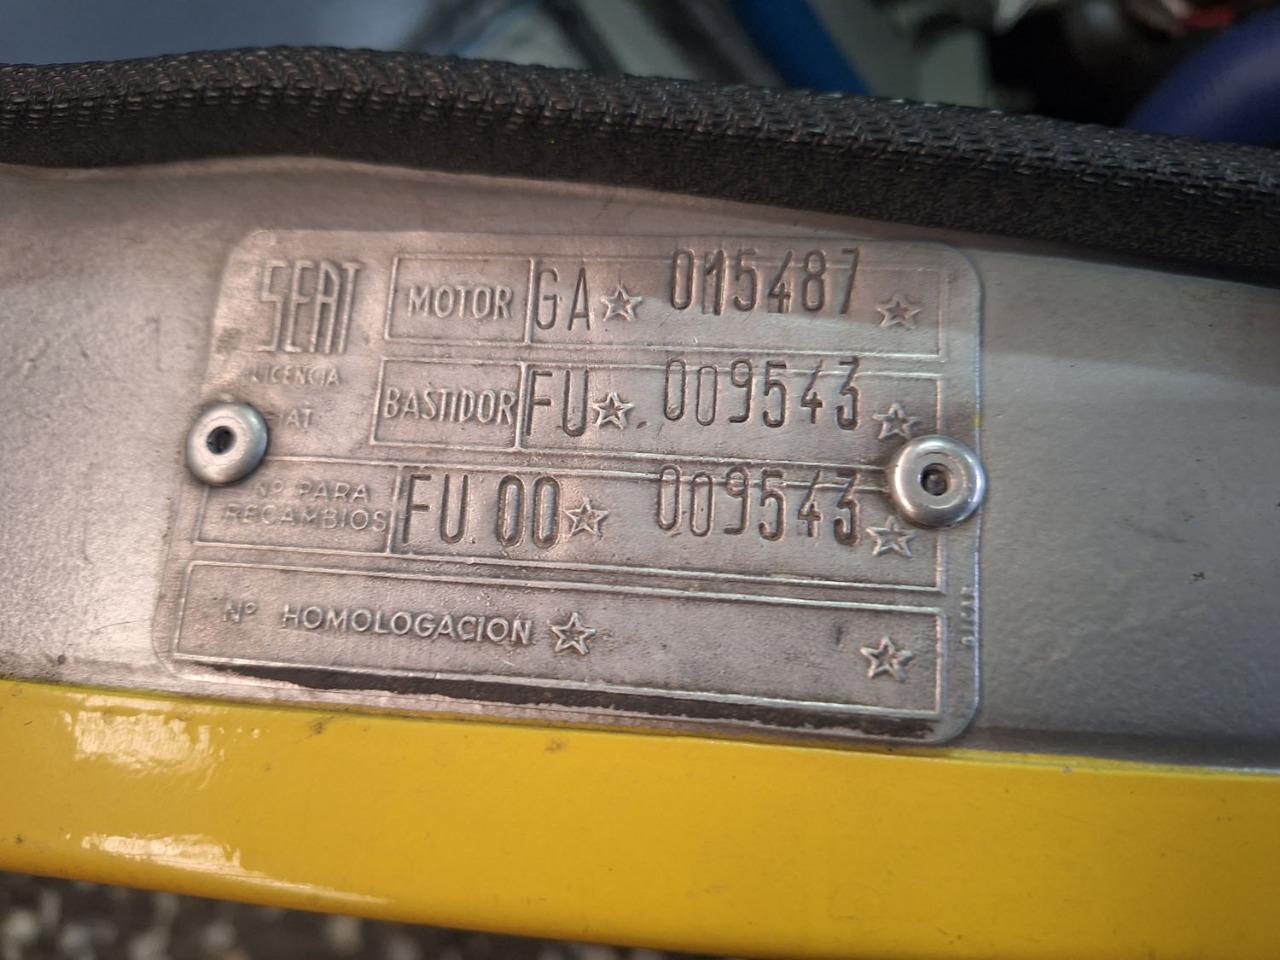 SEAT
LICENCIA
FIAT
MOTOR GA☆ 015487 ☆
BASTIDOR FU☆ 009543 ☆
Nº PARA
RECAMBIOS FU 00☆ 009543 ☆
Nº HOMOLOGACION ☆ ☆